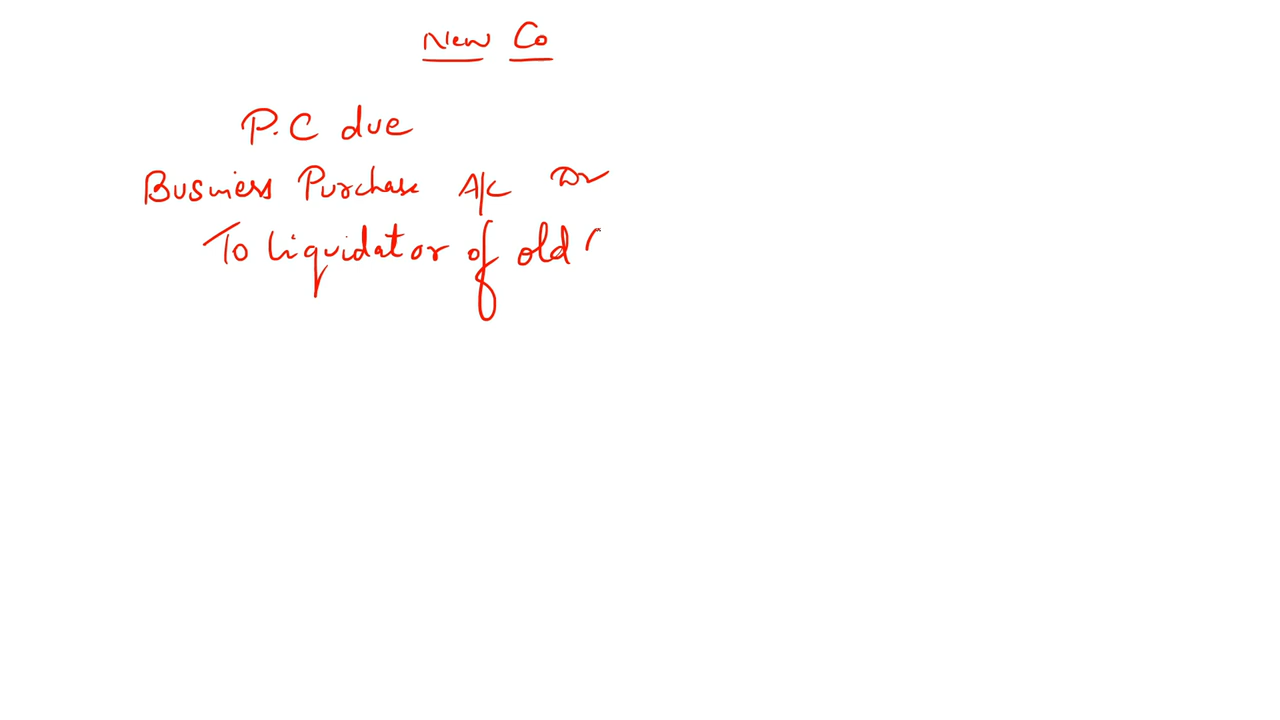 New Co
P.C due
Business Purchase A/C Dr
To Liquidator of old C